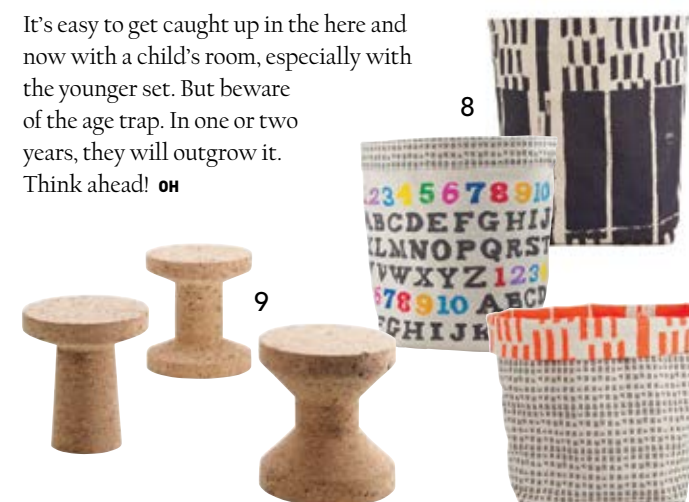 It's easy to get caught up in the here and
now with a child's room, especially with
the younger set. But beware
of the age trap. In one or two
years, they will outgrow it.
Think ahead! OH
8
12345678910
ABCDEFGHIJ
KLMNOPQRST
VWXYZ123
678910 ABCD
FGHIJK
9